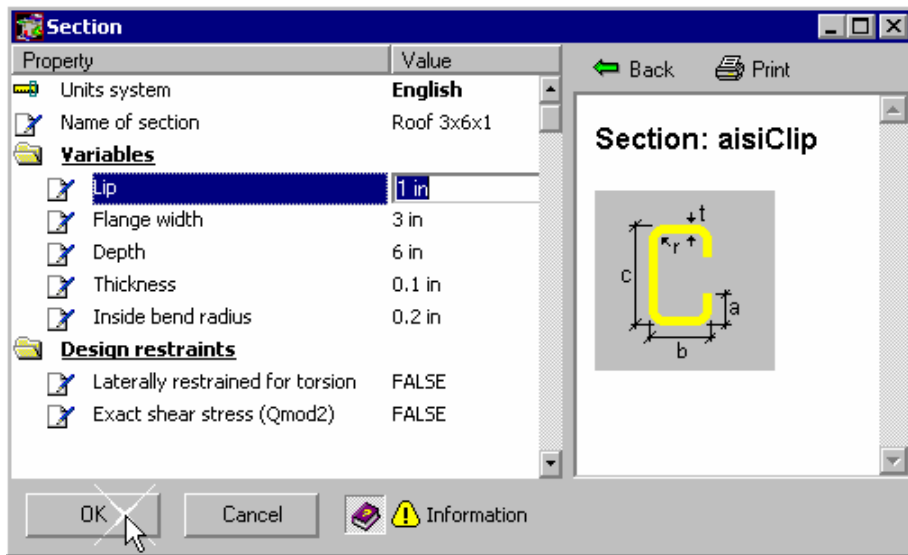 Section
Property Value
Units system English
Name of section Roof 3x6x1
Variables
Lip 1 in
Flange width 3 in
Depth 6 in
Thickness 0.1 in
Inside bend radius 0.2 in
Design restraints
Laterally restrained for torsion FALSE
Exact shear stress (Qmod2) FALSE
OK Cancel Information
Back Print
Section: aisiClip
t
r
c
a
b